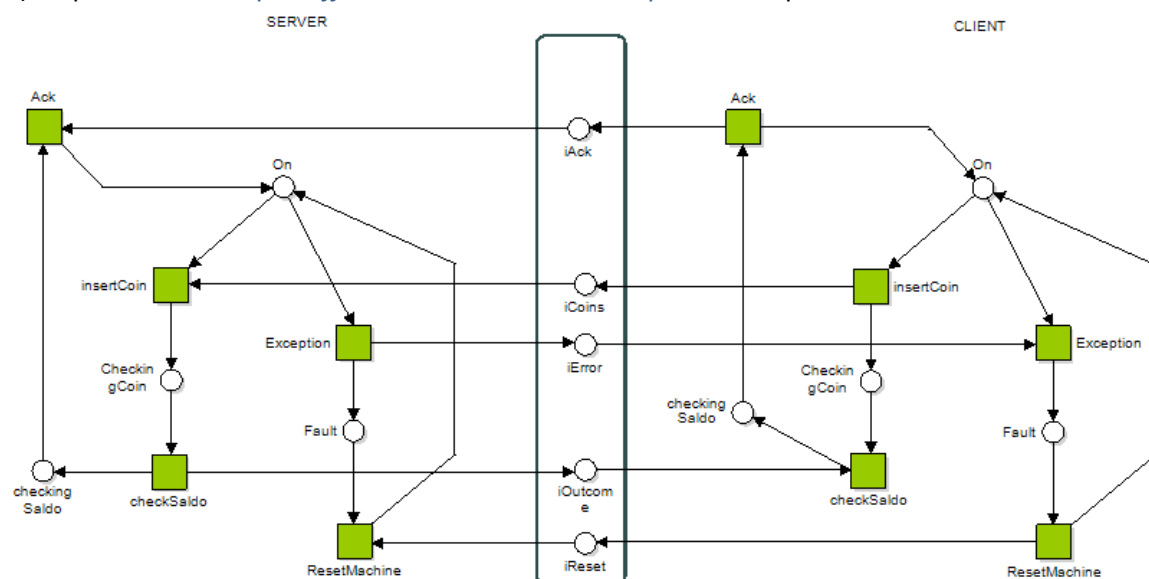 SERVER
CLIENT
Ack
Ack
iAck
On
On
insertCoin
iCoins
insertCoin
Exception
iError
Exception
Checkin
gCoin
Checkin
gCoin
checking
Saldo
Fault
Fault
checking
Saldo
checkSaldo
iOutcom
e
checkSaldo
ResetMachine
iReset
ResetMachine